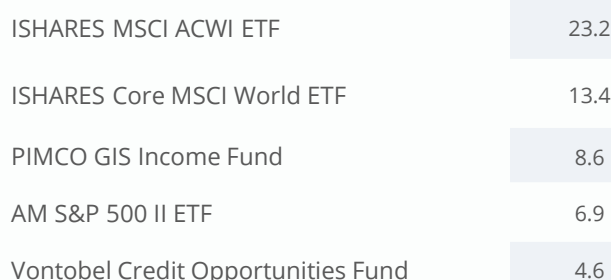 ISHARES MSCI ACWI ETF 23.2
ISHARES Core MSCI World ETF 13.4
PIMCO GIS Income Fund 8.6
AM S&P 500 II ETF 6.9
Vontobel Credit Opportunities Fund 4.6